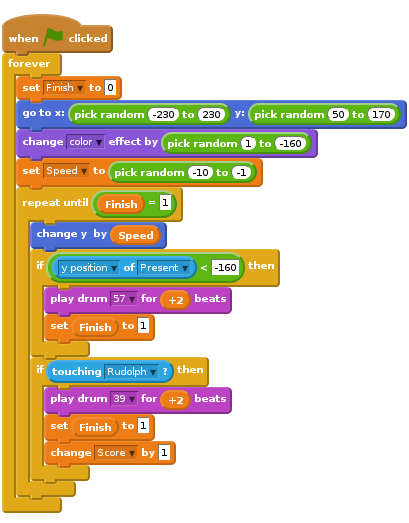 when clicked
forever
set Finish to 0
go to x: pick random -230 to 230 y: pick random 50 to 170
change color effect by pick random 1 to -160
set Speed to pick random -10 to -1
repeat until Finish = 1
change y by Speed
if y position of Present < -160 then
play drum 57 for +2 beats
set Finish to 1
if touching Rudolph ? then
play drum 39 for +2 beats
set Finish to 1
change Score by 1